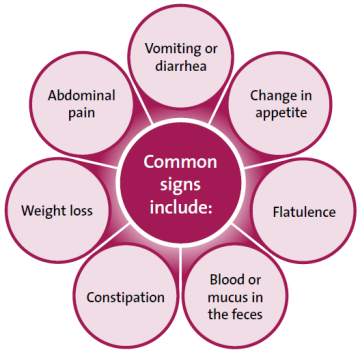 Common
signs
include:
Vomiting or
diarrhea
Change in
appetite
Flatulence
Blood or
mucus in
the feces
Constipation
Weight loss
Abdominal
pain